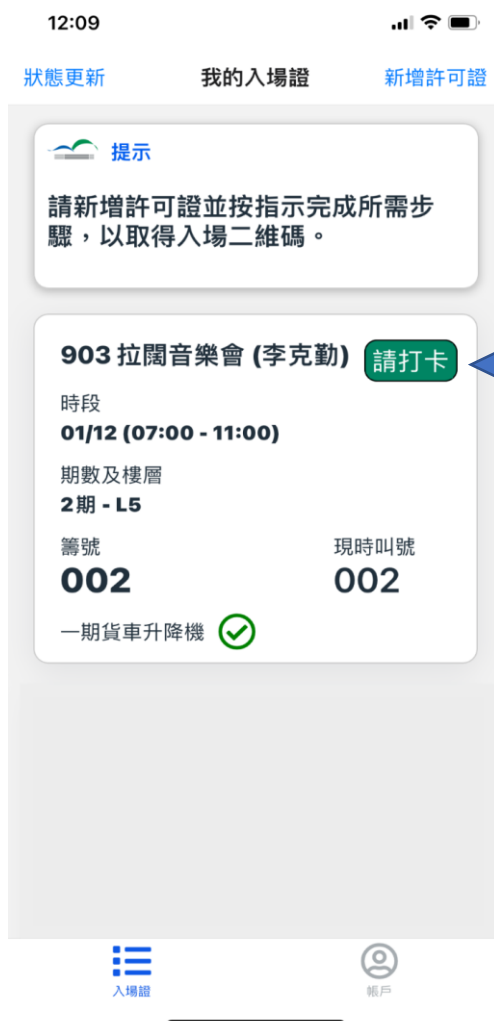 12:09
狀態更新 我的入場證 新增許可證
提示
請新增許可證並按指示完成所需步
驟，以取得入場二維碼。
903 拉闊音樂會 (李克勤) 請打卡
時段
01/12 (07:00 - 11:00)
期數及樓層
2期 - L5
籌號 現時叫號
002 002
一期貨車升降機
入場證 帳戶